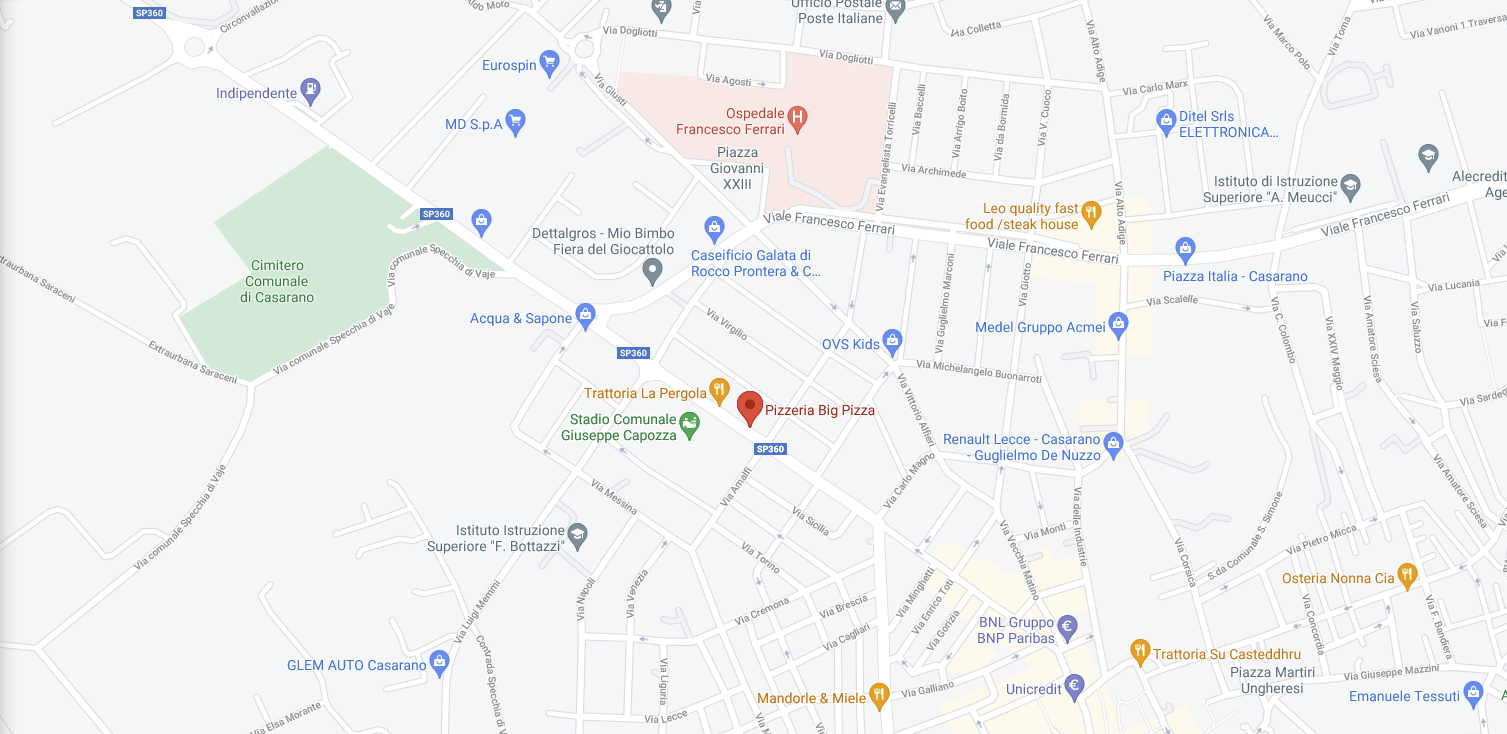 SP360
Circonvallazione
Aldo Moro
Ufficio Postale
Poste Italiane
Via Dogliotti
Via Colletta
Via Alto Adige
Via Marco Polo
Via Toma
Via Vanoni 1 Traversa
Eurospin
Via Giusti
Via Agosti
Via Dogliotti
Indipendente
MD S.p.A
Ospedale
Francesco Ferrari
Piazza
Giovanni
XXIII
Via Evangelista Torricelli
Via Baccelli
Via Arrigo Boito
Via da Bormida
Via V. Cuoco
Via Carlo Marx
Ditel Srls
ELETTRONICA...
Via Archimede
Istituto di Istruzione
Superiore "A. Meucci"
Alecredit
Age
SP360
Dettalgros - Mio Bimbo
Fiera del Giocattolo
Viale Francesco Ferrari
Leo quality fast
food /steak house
Via Alto Adige
Viale Francesco Ferrari
Viale Francesco Ferrari
Caseificio Galata di
Rocco Prontera & C...
Piazza Italia - Casarano
Cimitero
Comunale
di Casarano
Via comunale Specchia di Vaje
Extraurbana Saraceni
Via Guglielmo Marconi
Via Giotto
Via Scalelle
Via Lucania
Acqua & Sapone
Via Virgilio
OVS Kids
Medel Gruppo Acmei
Via C. Colombo
Via XXIV Maggio
Via Amatore Sciesa
Via Saluzzo
Extraurbana Saraceni
Via comunale Specchia di Vaje
SP360
Via Michelangelo Buonarroti
Trattoria La Pergola
Pizzeria Big Pizza
Stadio Comunale
Giuseppe Capozza
SP360
Via Vittorio Alfieri
Via Sarde
Renault Lecce - Casarano
- Guglielmo De Nuzzo
Via comunale Specchia di Vaje
Via Messina
Via Amalfi
Via Carlo Magno
Via Amatore Sciesa
Via Sicilia
Istituto Istruzione
Superiore "F. Bottazzi"
Via Torino
Via Vecchia Matino
Via Monti
Via delle Industrie
Via Corsica
S.da Comunale S. Simone
Via Pietro Micca
Osteria Nonna Cia
Via Luigi Memmi
Via Napoli
Via Venezia
Via Cremona
Via Brescia
Via Cagliari
Via Minghetti
Via Enrico Toti
Via Gorizia
BNL Gruppo
BNP Paribas
Via Concordia
Via F. Bandiera
GLEM AUTO Casarano
Contrada Specchia di Vaje
Via Liguria
Trattoria Su Casteddhru
Piazza Martiri
Ungheresi
Via Giuseppe Mazzini
Unicredit
Mandorle & Miele
Via Galliano
Emanuele Tessuti
Via Elsa Morante
Via Lecce